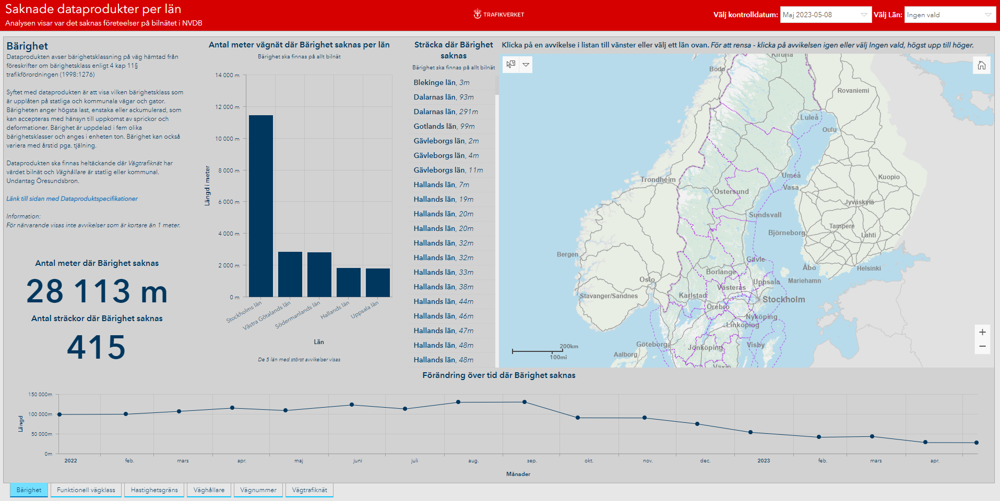 Saknade dataprodukter per län
Analysen visar var det saknas företeelser på bilnätet i NVDB
TRAFIKVERKET
Välj kontrolldatum: Maj 2023-05-08
Välj Län: Ingen vald
Bärighet
Dataprodukten avser bärighetsklassning på väg hämtad från
föreskrifter om bärighetsklass enligt 4 kap 11§
trafikförordningen (1998:1276)
Syftet med dataprodukten är att visa vilken bärighetsklass som
är upplåten på statliga och kommunala vägar och gator.
Bärigheten anger högsta last, enstaka eller ackumulerad, som
kan accepteras med hänsyn till uppkomst av sprickor och
deformationer. Bärighet är uppdelad i fem olika
bärighetsklasser och anges i enheten ton. Bärighet kan också
variera med årstid pga. tjälning.
Dataprodukten ska finnas heltäckande där Vägtrafiknät har
värdet bilnät och Väghållare är statlig eller kommunal.
Undantag Öresundsbron.
Länk till sidan med Dataproduktspecifikationer
Information:
För närvarande visas inte avvikelser som är kortare än 1 meter.
Antal meter där Bärighet saknas
28 113 m
Antal sträckor där Bärighet saknas
415
Antal meter vägnät där Bärighet saknas per län
Bärighet ska finnas på allt bilnät
14 000 m
12 000 m
10 000 m
8 000 m
6 000 m
4 000 m
2 000 m
0 m
Längd i meter
Stockholms län
Västra Götalands län
Södermanlands län
Hallands län
Uppsala län
Län
De 5 län med störst avvikelser visas
Sträcka där Bärighet
saknas
Bärighet ska finnas på allt bilnät
Blekinge län, 3m
Dalarnas län, 93m
Dalarnas län, 291m
Gotlands län, 99m
Gävleborgs län, 2m
Gävleborgs län, 4m
Gävleborgs län, 11m
Hallands län, 7m
Hallands län, 19m
Hallands län, 20m
Hallands län, 20m
Hallands län, 32m
Hallands län, 32m
Hallands län, 33m
Hallands län, 38m
Hallands län, 44m
Hallands län, 46m
Hallands län, 47m
Hallands län, 48m
Hallands län, 48m
Klicka på en avvikelse i listan till vänster eller välj ett län ovan. För att rensa - klicka på avvikelsen igen eller välj Ingen vald, högst upp till höger.
Kiruna
Bodø
Rovaniemi
Luleå
Oulu
Umeå
Vasa
Kuopio
Trondheim
Östersund
Jyväskylä
Sundsvall
Tampere
Björneborg
Lahti
Bergen
Gävle
Åbo
Helsinki
Borlänge
Oslo
Uppsala
Mariehamn
Västerås
Stavanger/Sandnes
Karlstad
Stockholm
Örebro
Nyköping
Linköping
Göteborg
Jönköping
Visby
Aalborg
Växjö
200km
100mi
+
−
Förändring över tid där Bärighet saknas
150 000m
100 000m
50 000m
0m
Längd
2022
feb.
mars
apr.
maj
juni
juli
aug.
sep.
okt.
nov.
dec.
2023
feb.
mars
apr.
Månader
Bärighet
Funktionell vägklass
Hastighetsgräns
Väghållare
Vägnummer
Vägtrafiknät